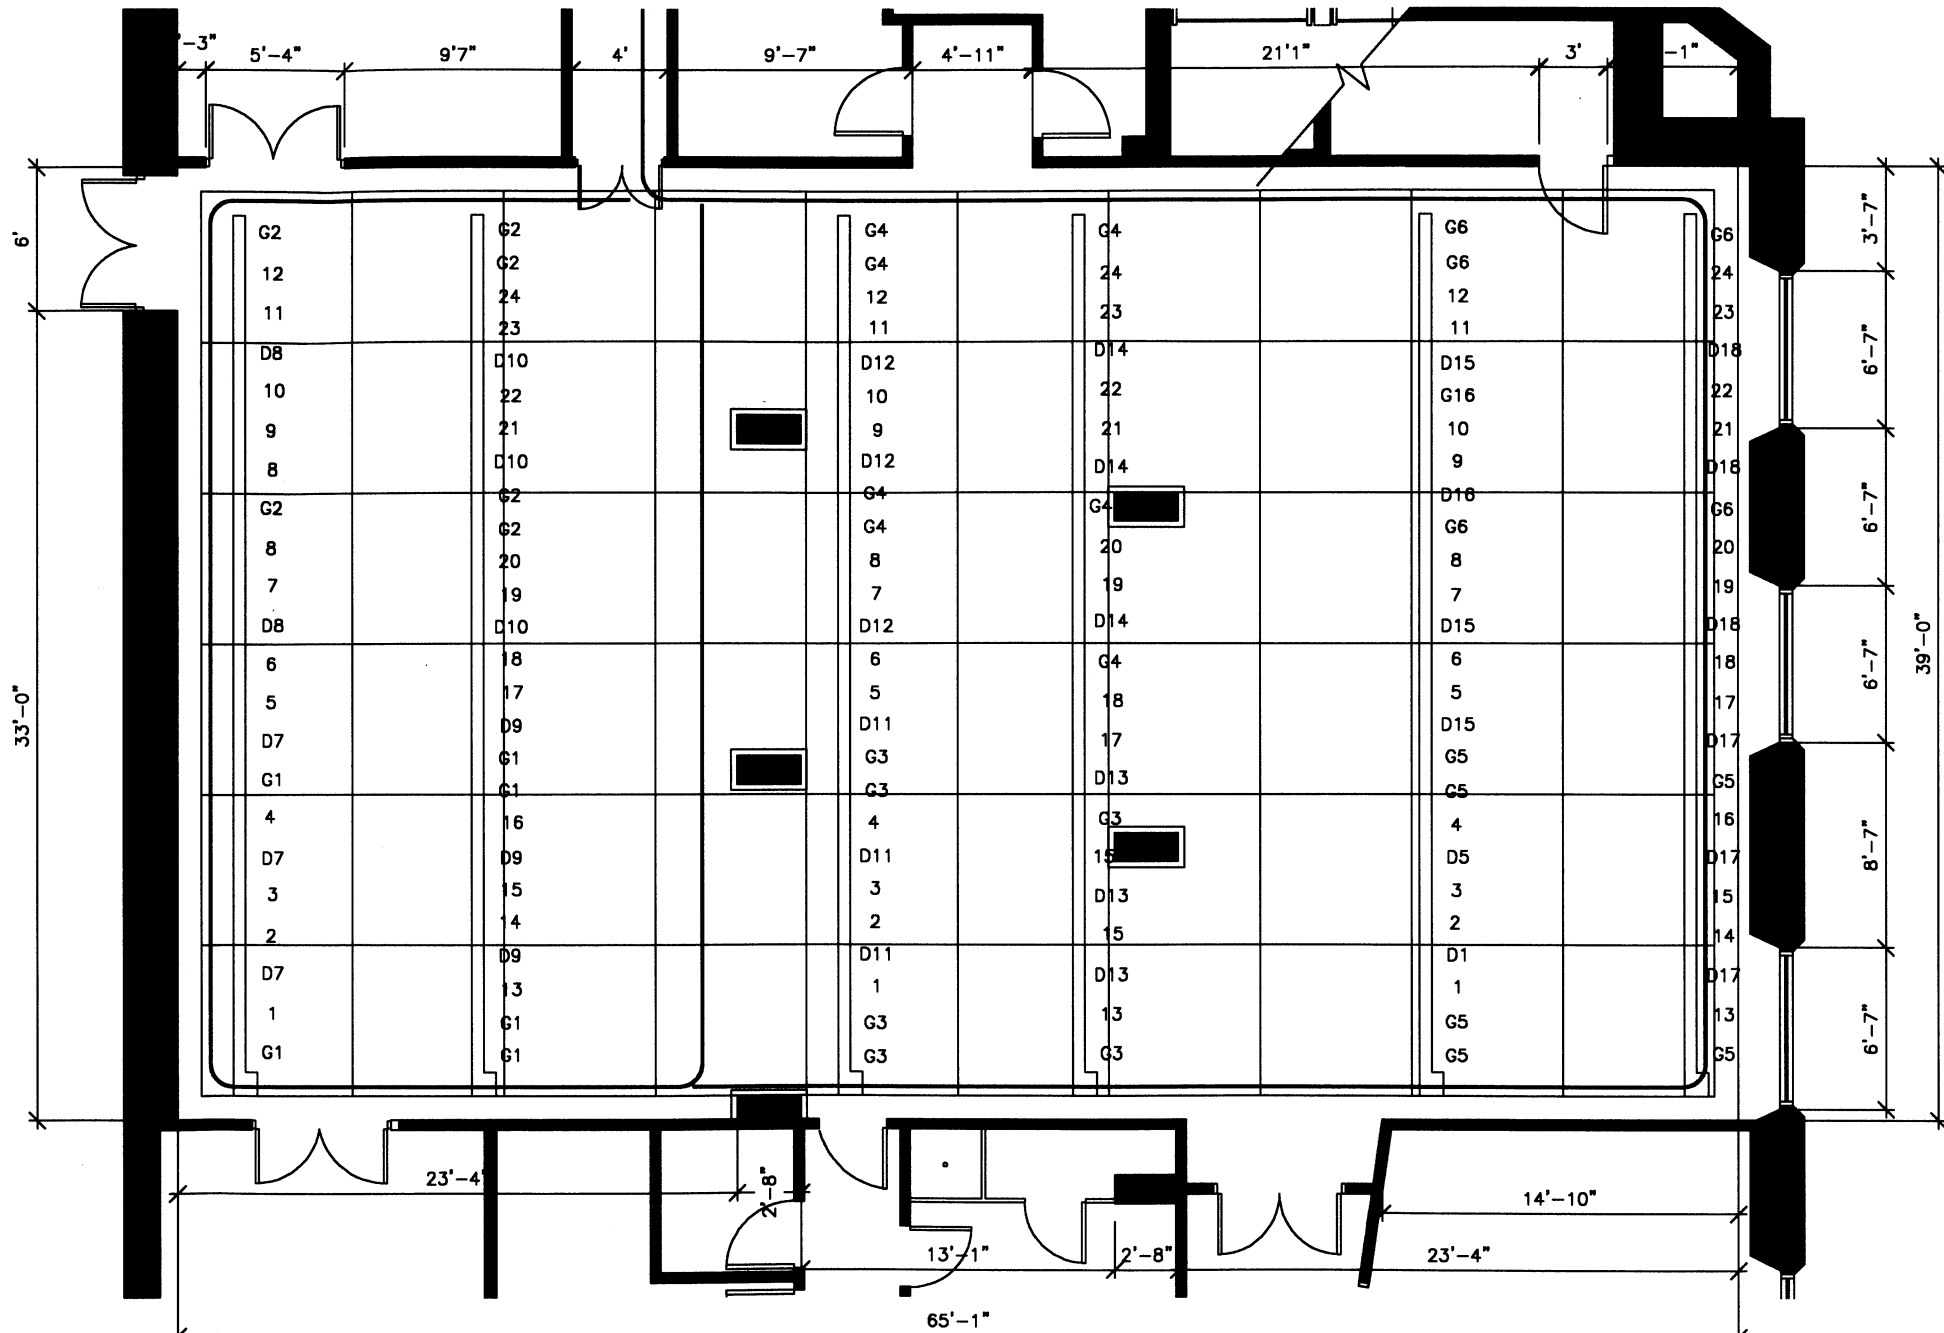 '-3" 5'-4" 9'7" 4' 9'-7" 4'-11" 21'1" 3' -1"
6'
33'-0"
G2
12
11
D8
10
9
8
G2
8
7
D8
6
5
D7
G1
4
D7
3
2
D7
1
G1
G2
G2
24
23
D10
22
21
D10
G2
G2
20
19
D10
18
17
D9
G1
G1
16
D9
15
14
D9
13
G1
G1
G4
G4
12
11
D12
10
9
D12
G4
G4
8
7
D12
6
5
D11
G3
G3
4
D11
3
2
D11
1
G3
G3
G4
24
23
D14
22
21
D14
G4
20
19
D14
G4
18
17
D13
G3
15
D13
15
D13
13
G3
G6
G6
12
11
D15
G16
10
9
D16
G6
8
7
D15
6
5
D15
G5
G5
4
D5
3
2
D1
1
G5
G5
G6
24
23
D18
22
21
D18
G6
20
19
D18
18
17
D17
G5
16
D17
15
14
D17
13
G5
3'-7"
6'-7"
6'-7"
6'-7"
8'-7"
6'-7"
39'-0"
23'-4'
2'-8"
14'-10"
13'-1"
2'-8"
23'-4"
65'-1"